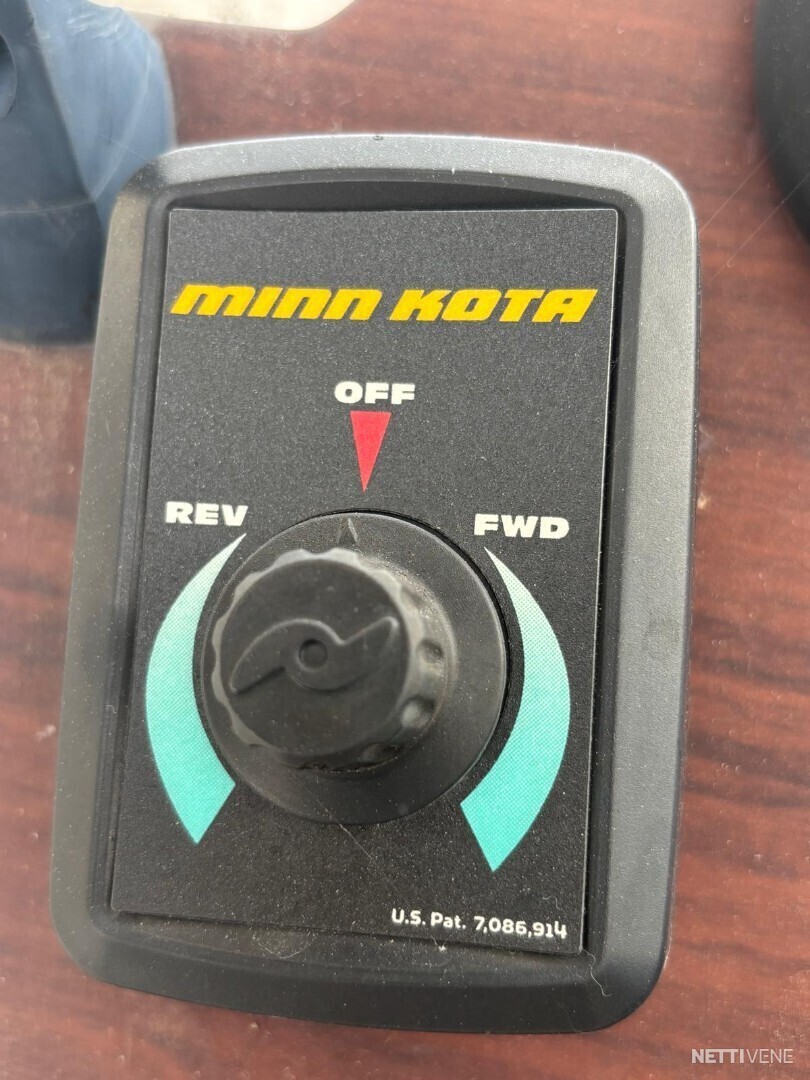 MINN KOTA
OFF
REV
FWD
U.S. Pat. 7,086,914
NETTIVENE